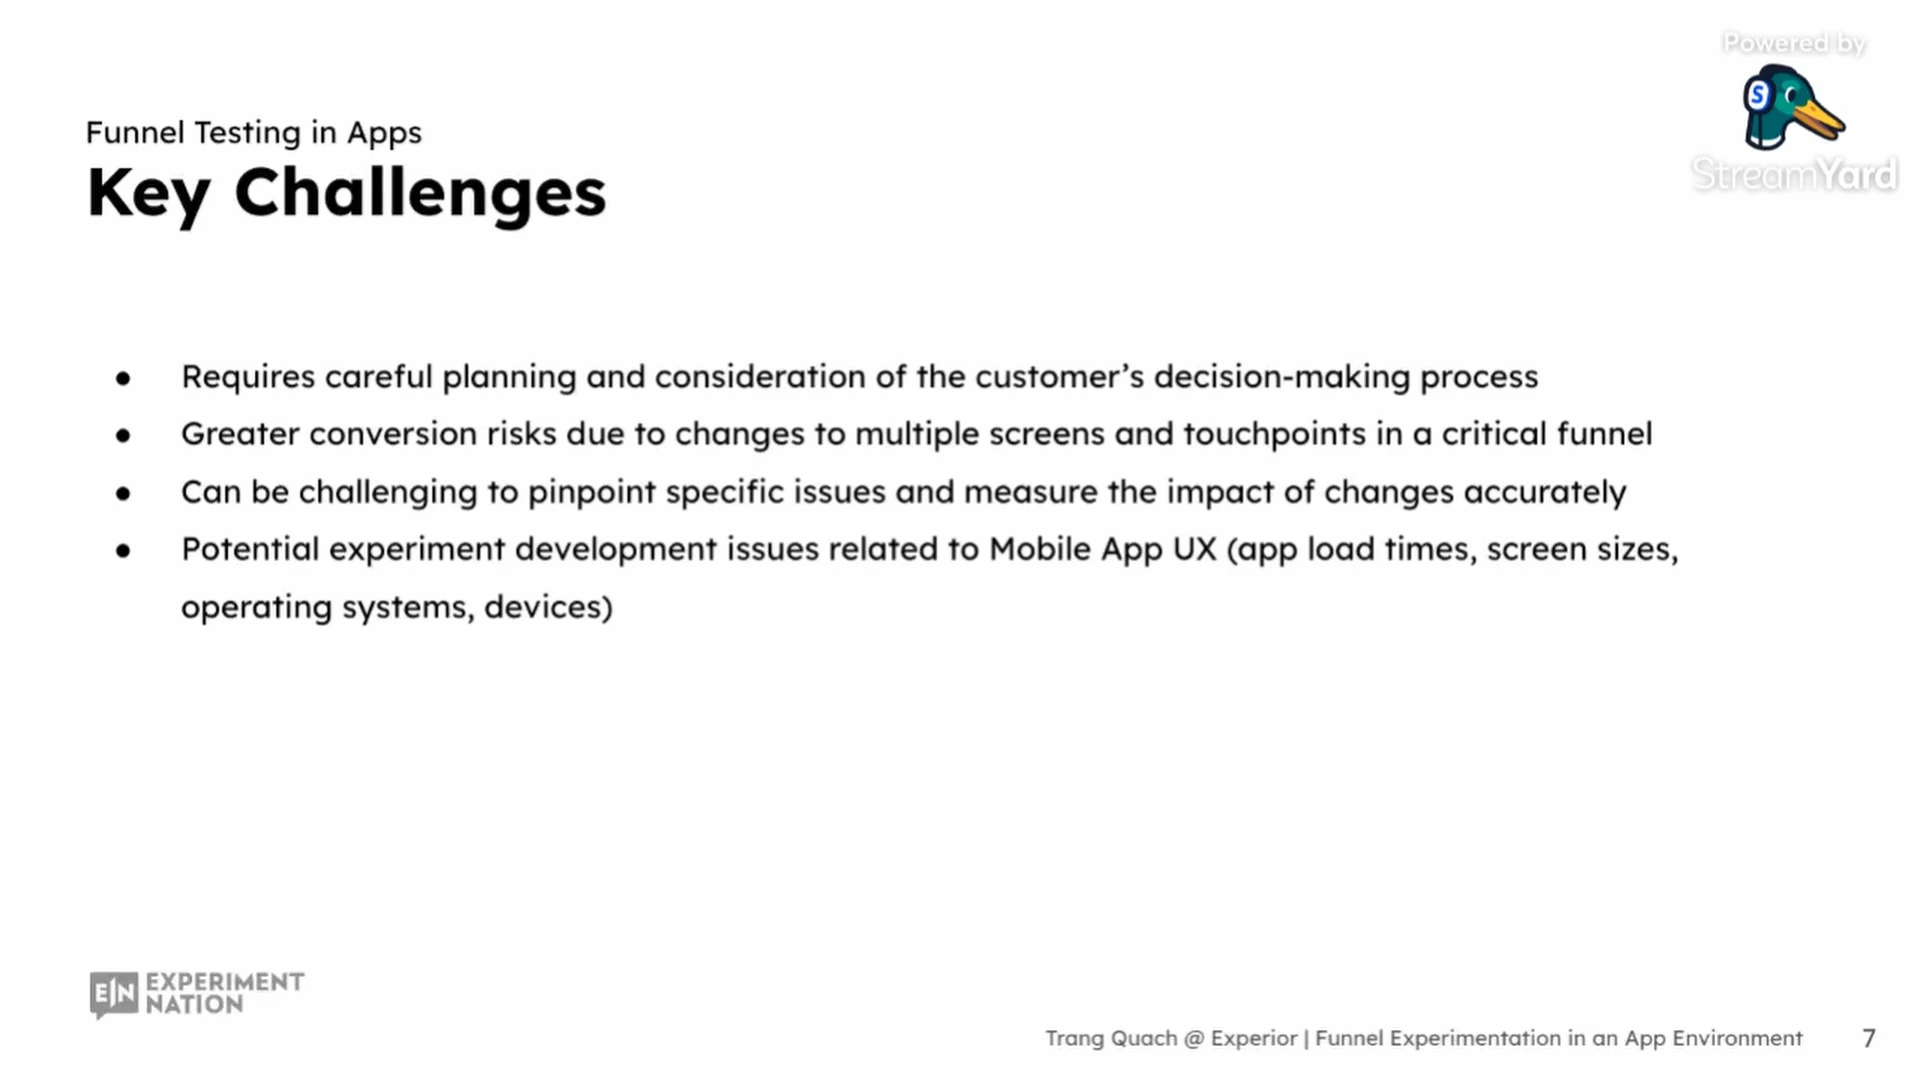 Powered by
S
StreamYard
Funnel Testing in Apps
Key Challenges
● Requires careful planning and consideration of the customer’s decision-making process
● Greater conversion risks due to changes to multiple screens and touchpoints in a critical funnel
● Can be challenging to pinpoint specific issues and measure the impact of changes accurately
● Potential experiment development issues related to Mobile App UX (app load times, screen sizes,
operating systems, devices)
E|N EXPERIMENT
NATION
Trang Quach @ Experior | Funnel Experimentation in an App Environment 7